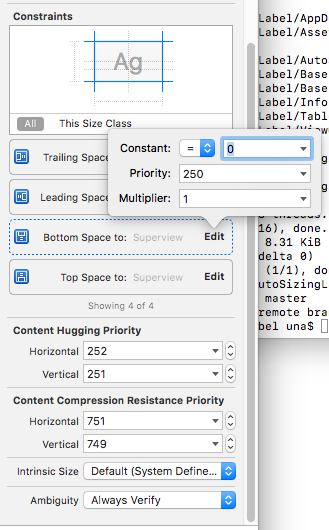 Constraints
Ag
All
This Size Class
Trailing Space
Leading Space
Bottom Space to: Superview
Edit
Top Space to: Superview
Edit
Showing 4 of 4
Constant:
=
0
Priority:
250
Multiplier:
1
Content Hugging Priority
Horizontal
252
Vertical
251
Content Compression Resistance Priority
Horizontal
751
Vertical
749
Intrinsic Size
Default (System Define...
Ambiguity
Always Verify
Label/AppD
Label/Asset
Label/Auto
Label/Base
Label/Base
Label/Info
Label/Tabl
16), done.
8.31 KiB
delta 0)
(1/1), do
utoSizingL
master
remote bra
bel una$